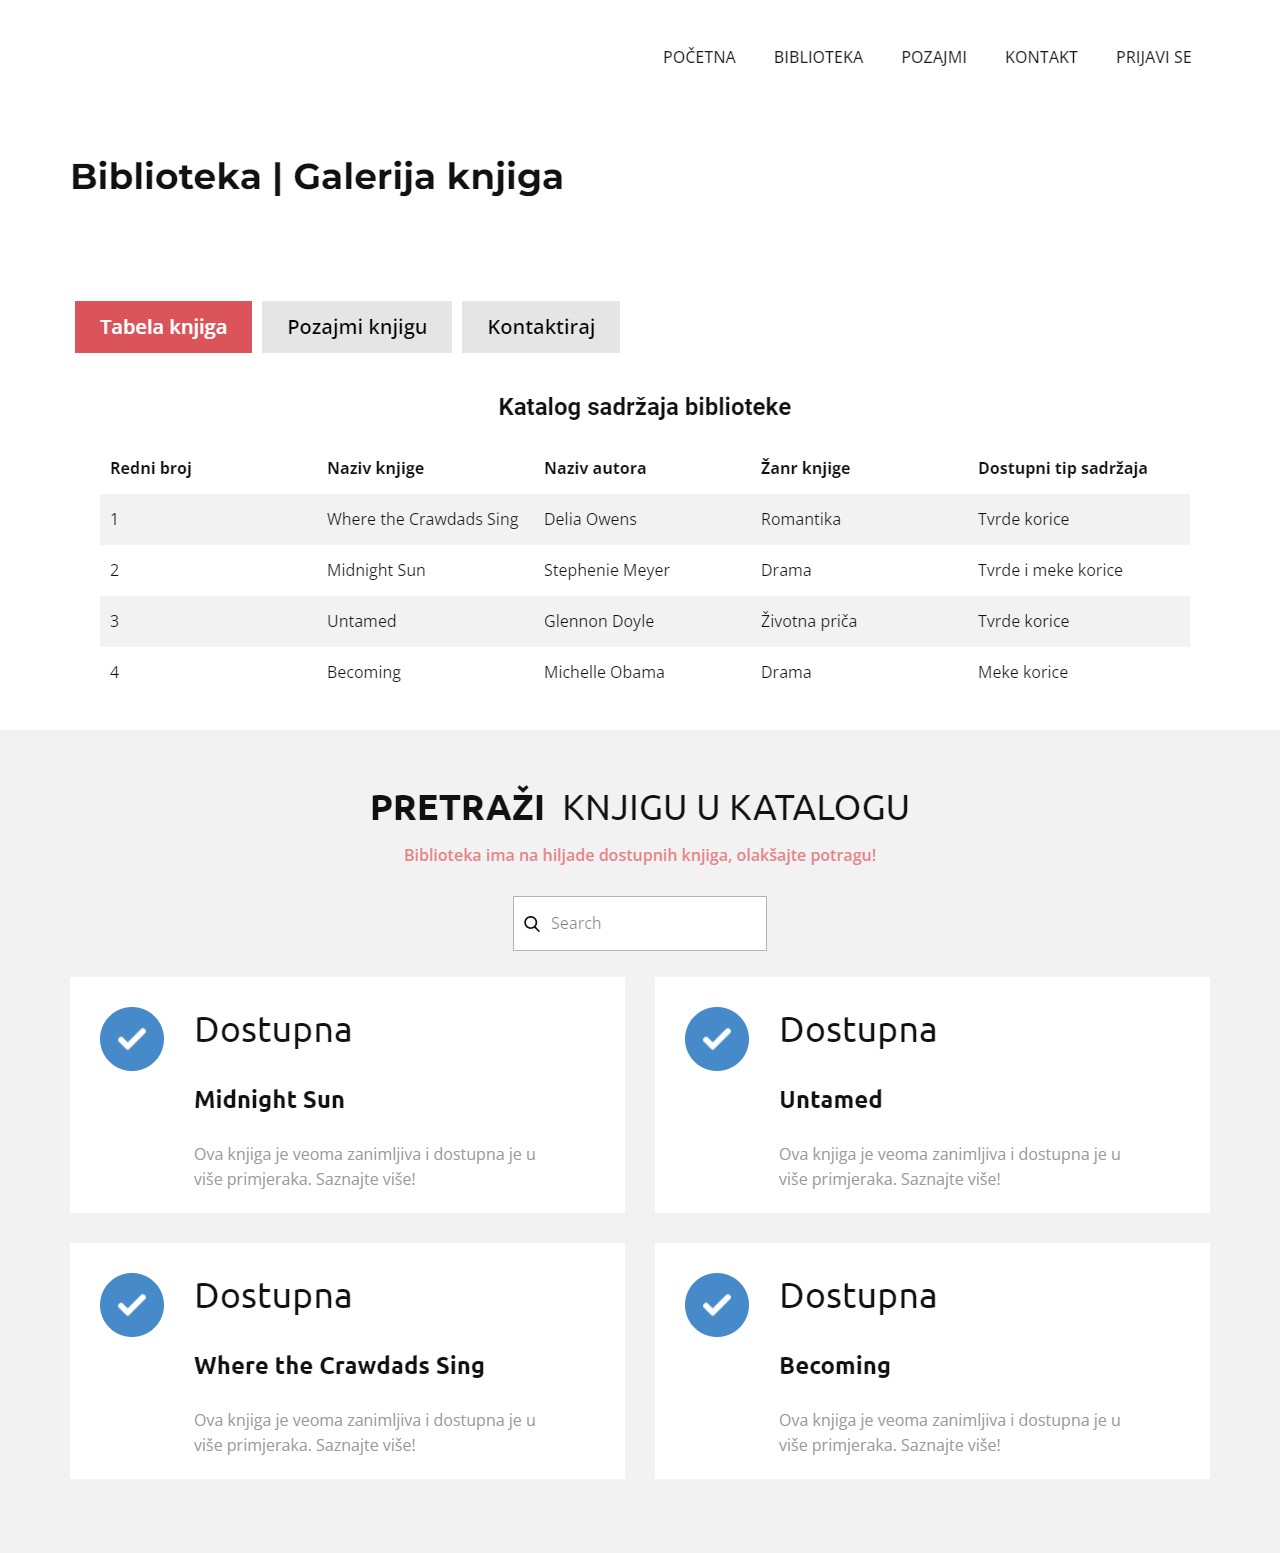 POČETNA BIBLIOTEKA POZAJMI KONTAKT PRIJAVI SE
Biblioteka | Galerija knjiga
Tabela knjiga Pozajmi knjigu Kontaktiraj
Katalog sadržaja biblioteke
Redni broj Naziv knjige Naziv autora Žanr knjige Dostupni tip sadržaja
1 Where the Crawdads Sing Delia Owens Romantika Tvrde korice
2 Midnight Sun Stephenie Meyer Drama Tvrde i meke korice
3 Untamed Glennon Doyle Životna priča Tvrde korice
4 Becoming Michelle Obama Drama Meke korice
PRETRAŽI KNJIGU U KATALOGU
Biblioteka ima na hiljade dostupnih knjiga, olakšajte potragu!
Search
Dostupna
Midnight Sun
Ova knjiga je veoma zanimljiva i dostupna je u
više primjeraka. Saznajte više!
Dostupna
Untamed
Ova knjiga je veoma zanimljiva i dostupna je u
više primjeraka. Saznajte više!
Dostupna
Where the Crawdads Sing
Ova knjiga je veoma zanimljiva i dostupna je u
više primjeraka. Saznajte više!
Dostupna
Becoming
Ova knjiga je veoma zanimljiva i dostupna je u
više primjeraka. Saznajte više!